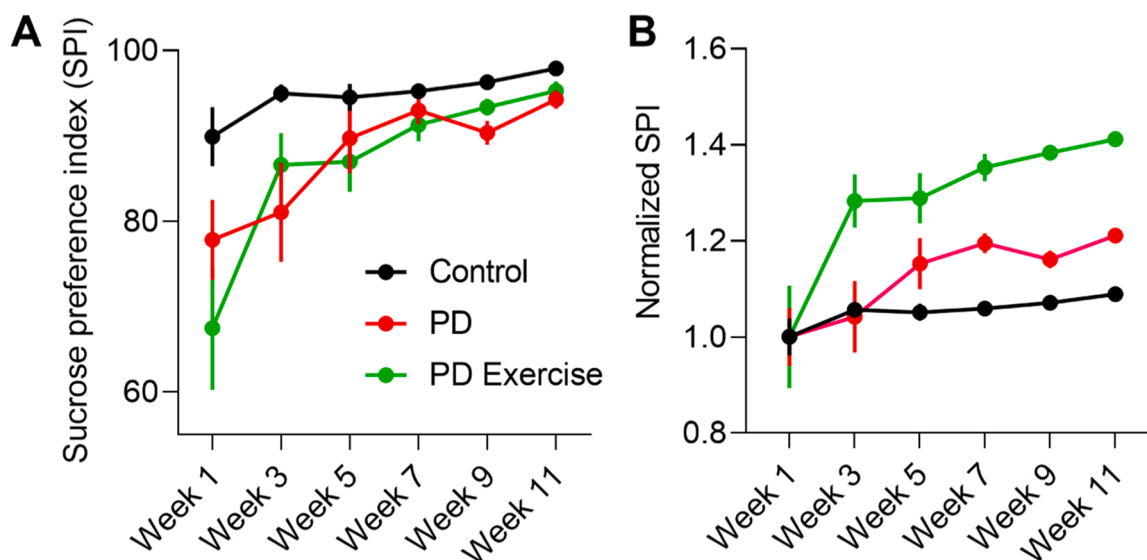 A
Sucrose preference index (SPI)
100
80
60
Control
PD
PD Exercise
Week 1
Week 3
Week 5
Week 7
Week 9
Week 11
B
Normalized SPI
1.6
1.4
1.2
1.0
0.8
Week 1
Week 3
Week 5
Week 7
Week 9
Week 11